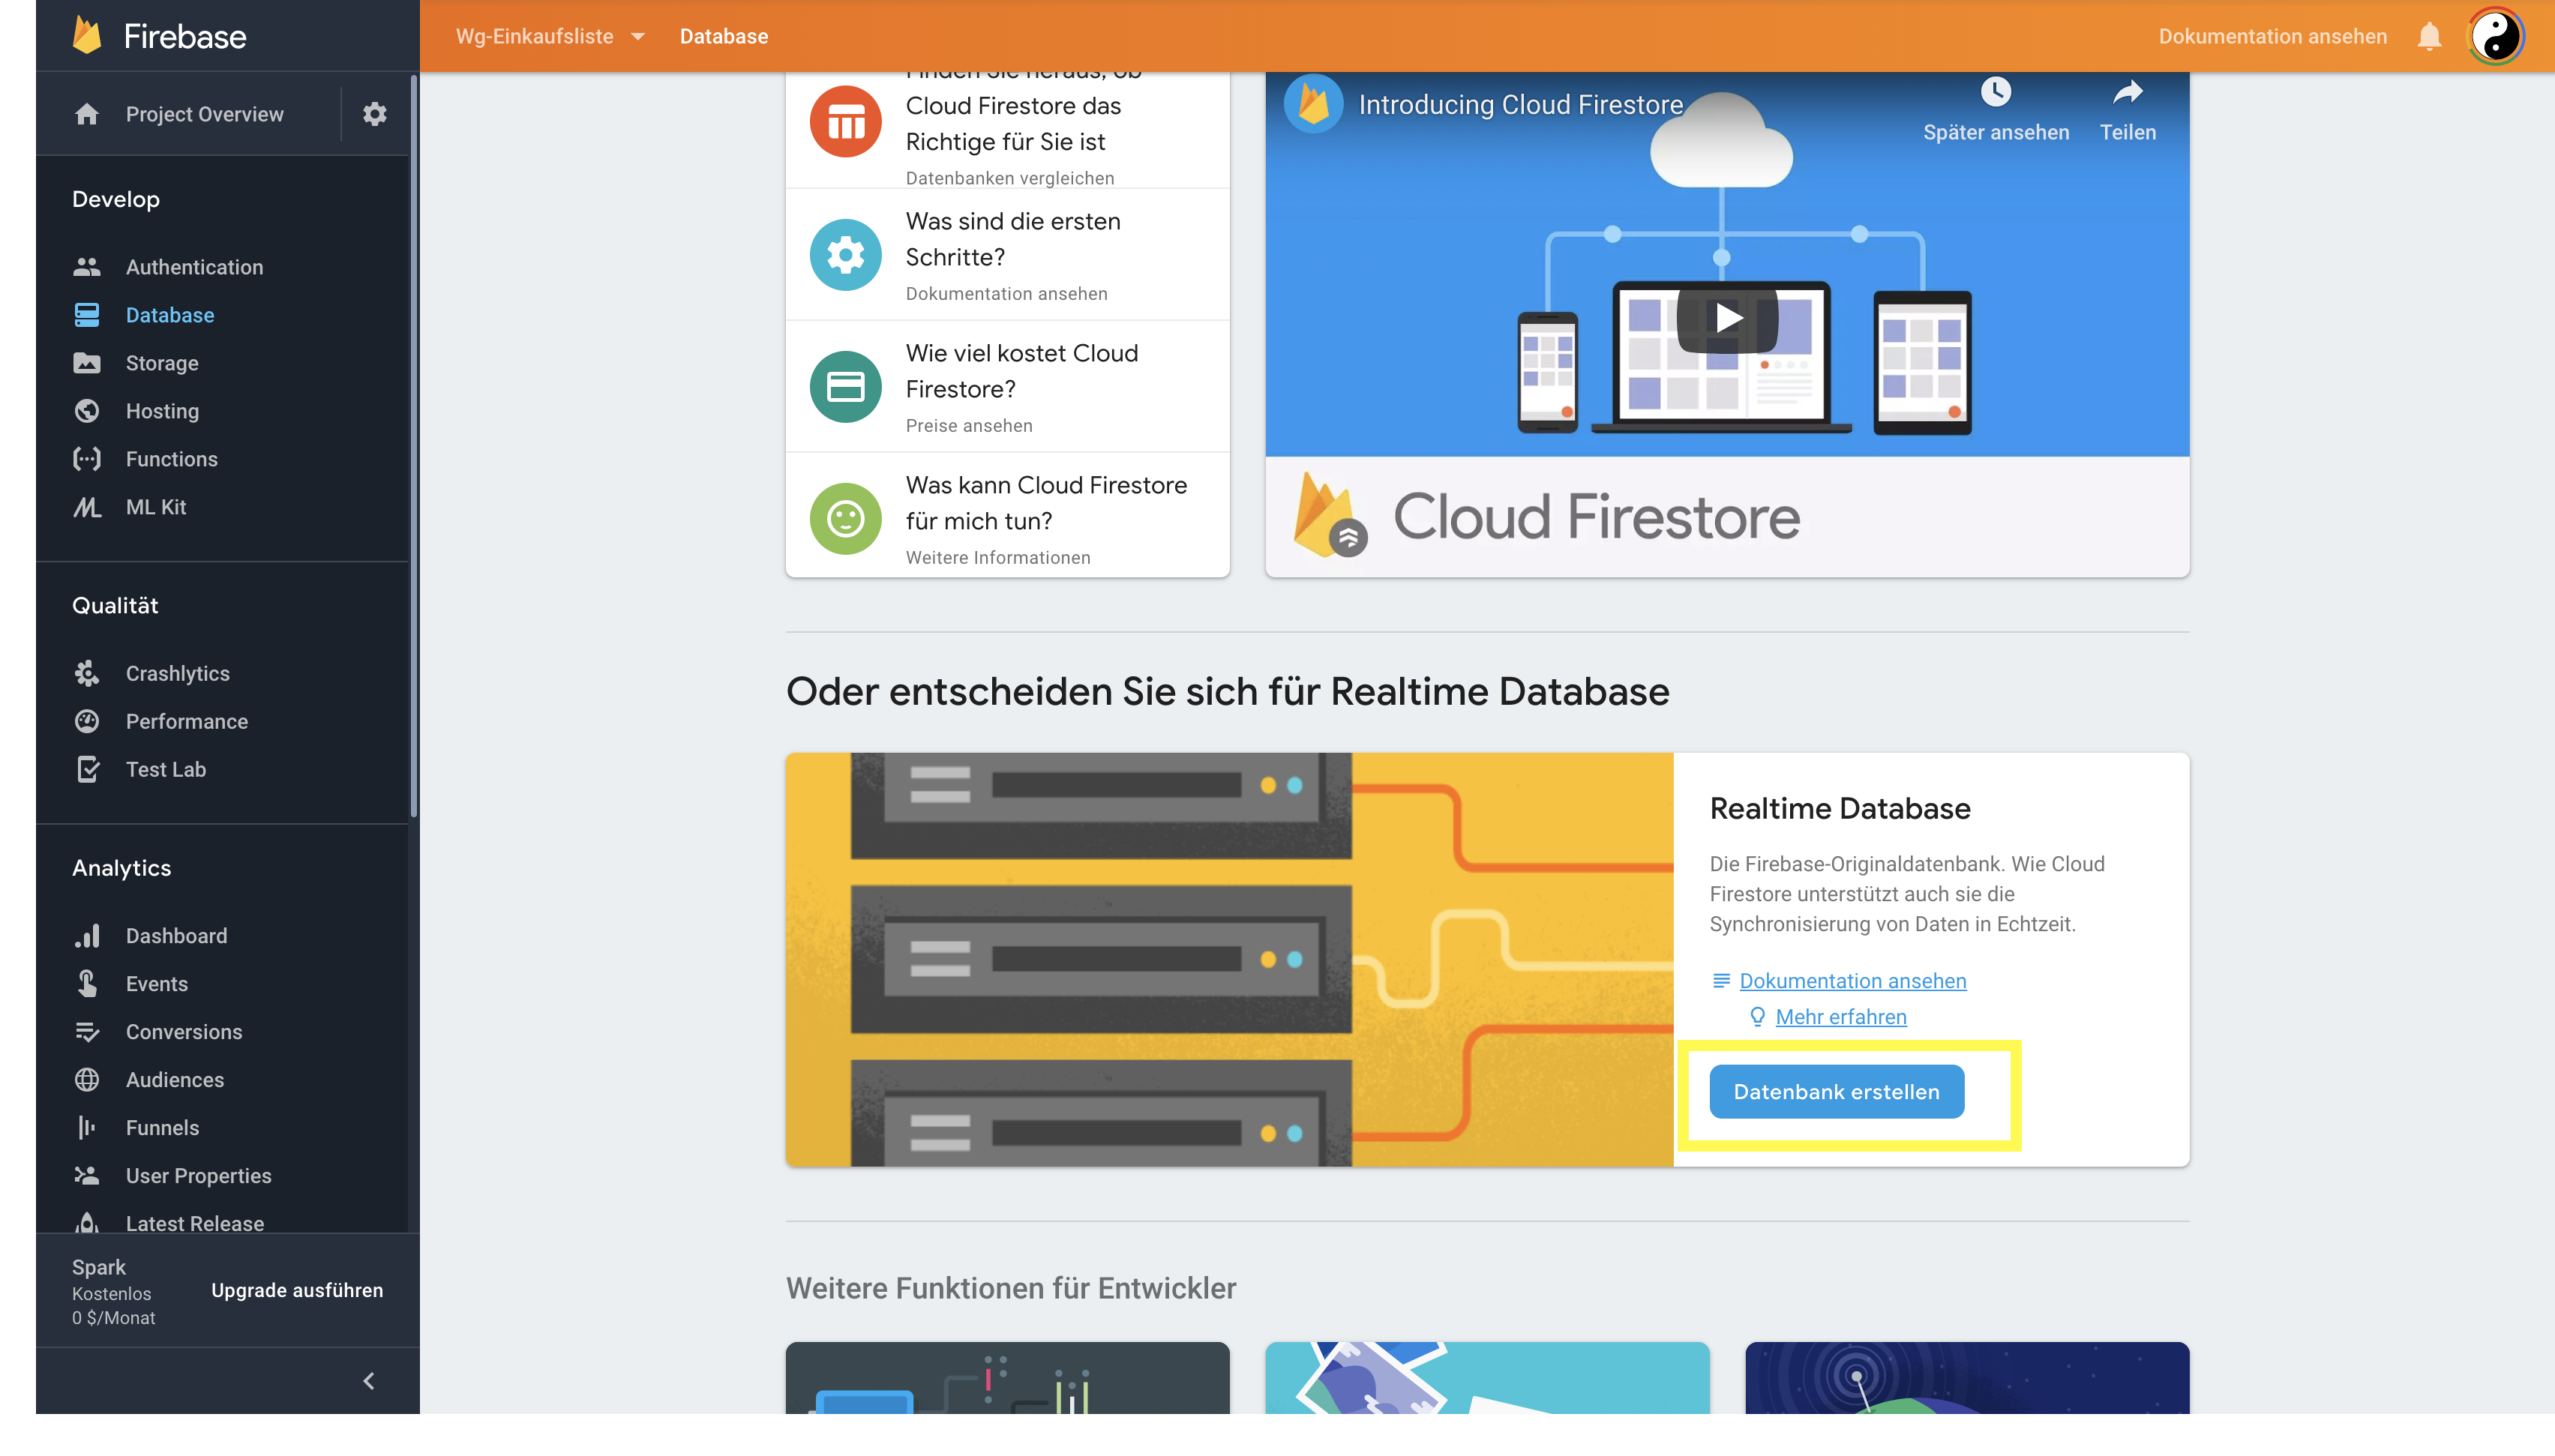 Firebase
Wg-Einkaufsliste
Database
Dokumentation ansehen
Project Overview
Develop
Authentication
Database
Storage
Hosting
Functions
ML Kit
Qualität
Crashlytics
Performance
Test Lab
Analytics
Dashboard
Events
Conversions
Audiences
Funnels
User Properties
Latest Release
Spark
Kostenlos
0 $/Monat
Upgrade ausführen
Finden Sie heraus, ob
Cloud Firestore das
Richtige für Sie ist
Datenbanken vergleichen
Was sind die ersten
Schritte?
Dokumentation ansehen
Wie viel kostet Cloud
Firestore?
Preise ansehen
Was kann Cloud Firestore
für mich tun?
Weitere Informationen
Introducing Cloud Firestore
Später ansehen
Teilen
Cloud Firestore
Oder entscheiden Sie sich für Realtime Database
Realtime Database
Die Firebase-Originaldatenbank. Wie Cloud
Firestore unterstützt auch sie die
Synchronisierung von Daten in Echtzeit.
Dokumentation ansehen
Mehr erfahren
Datenbank erstellen
Weitere Funktionen für Entwickler